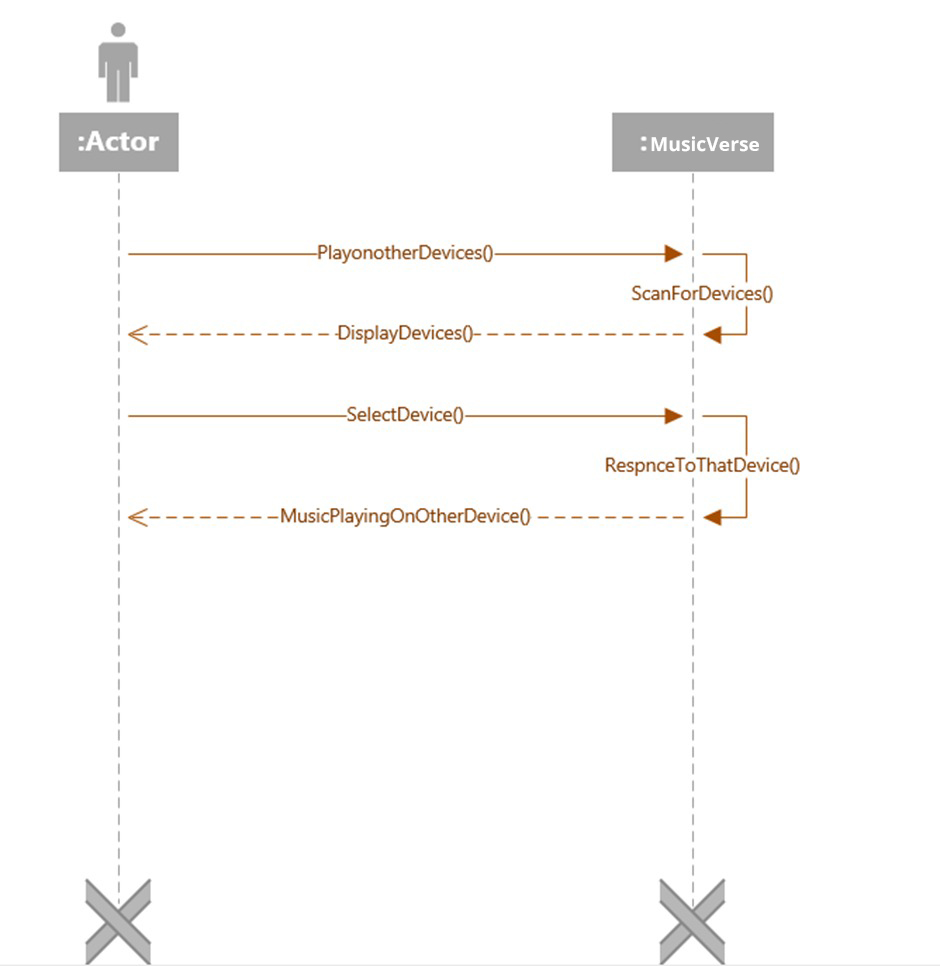 :Actor
:MusicVerse
PlayonotherDevices()
ScanForDevices()
DisplayDevices()
SelectDevice()
RespnceToThatDevice()
MusicPlayingOnOtherDevice()